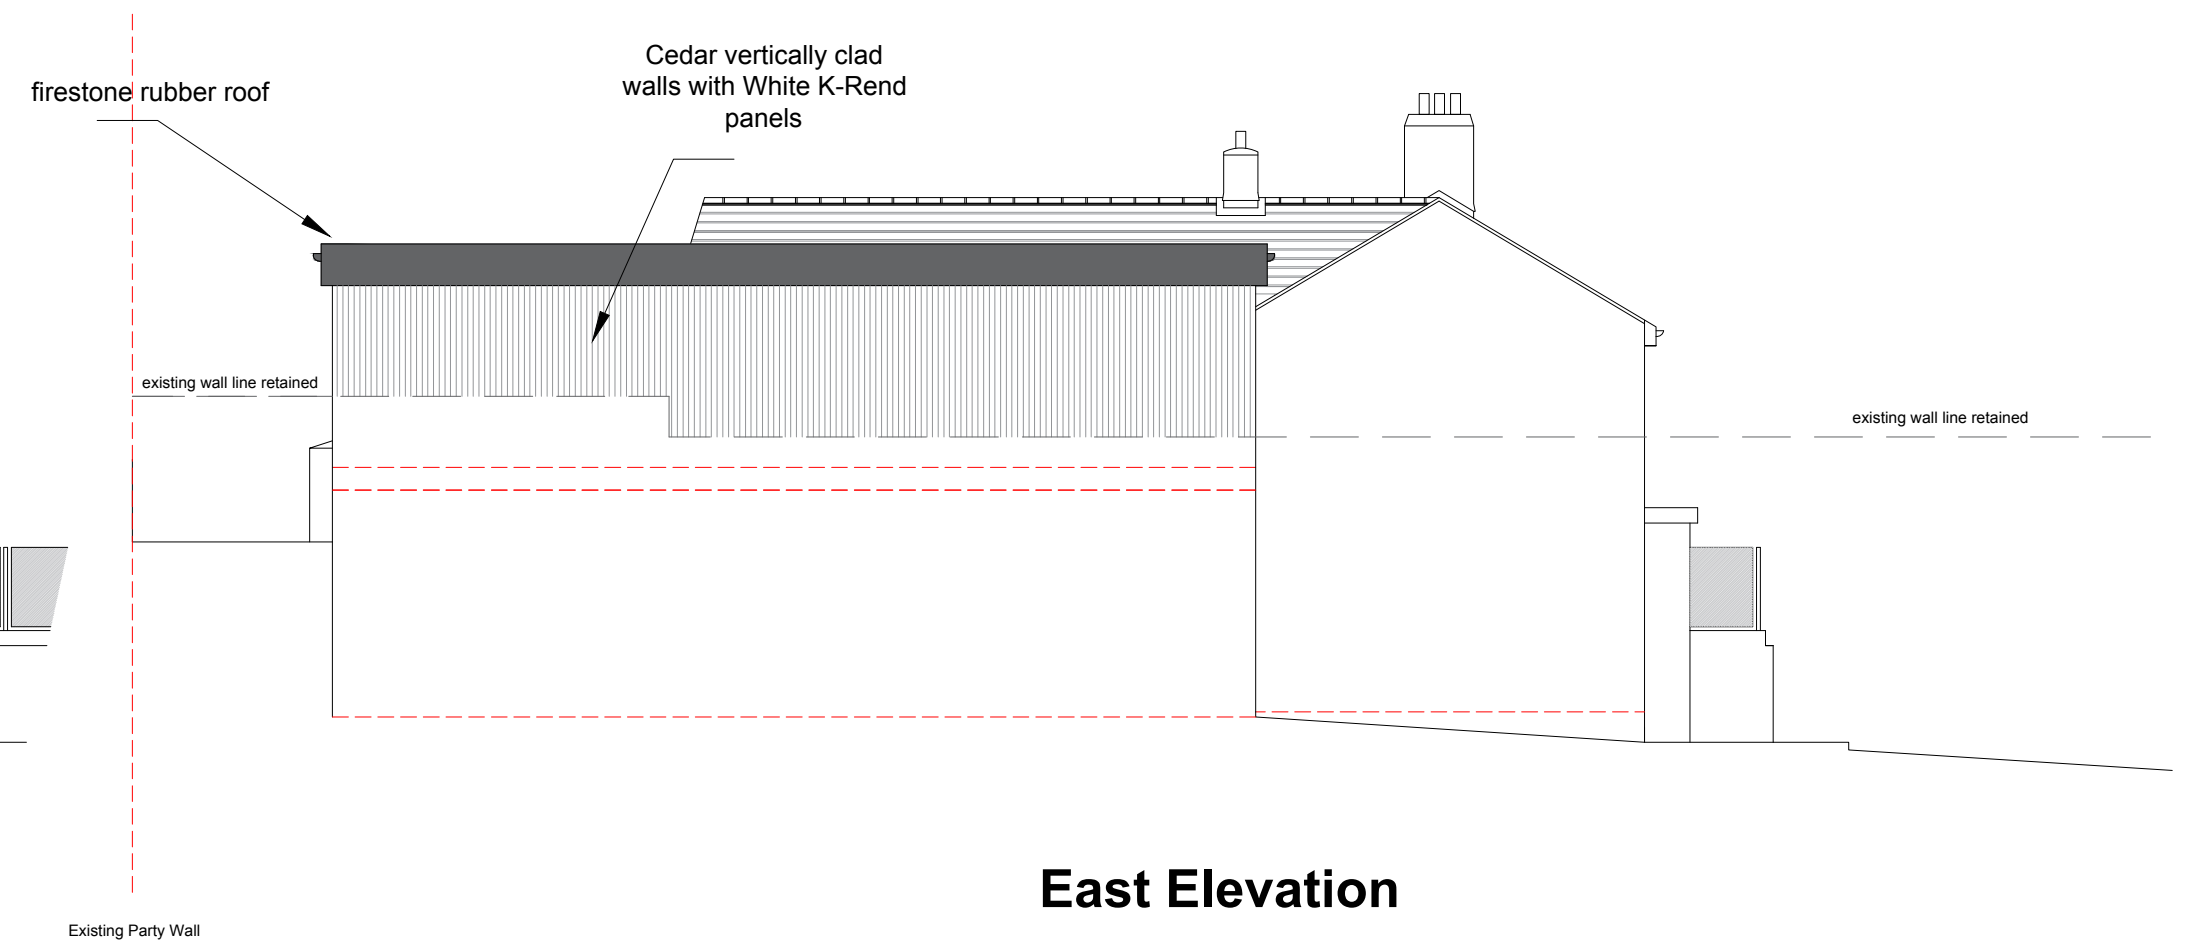 Cedar vertically clad
walls with White K-Rend
panels
firestone rubber roof
existing wall line retained
existing wall line retained
East Elevation
Existing Party Wall